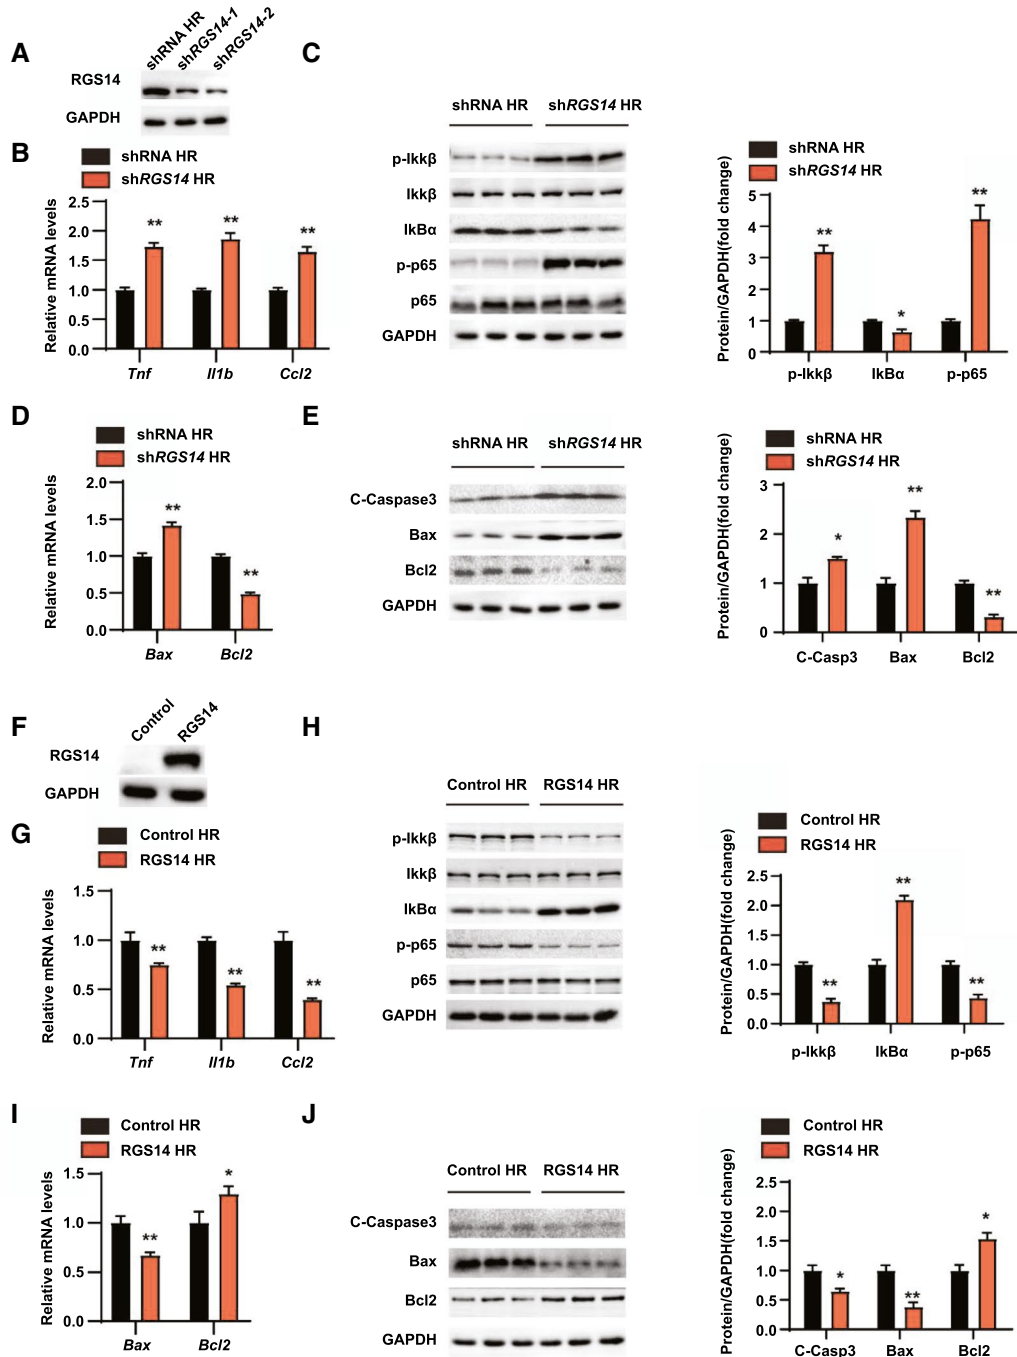 A
shRNA HR
shRGS14-1
shRGS14-2
RGS14
GAPDH
B
shRNA HR
shRGS14 HR
Relative mRNA levels
2.5
2.0
1.5
1.0
0.5
0.0
** ** **
Tnf Il1b Ccl2
C
shRNA HR shRGS14 HR
p-Ikkβ
Ikkβ
IkBα
p-p65
p65
GAPDH
shRNA HR
shRGS14 HR
Protein/GAPDH(fold change)
5
4
3
2
1
0
** * **
p-Ikkβ IkBα p-p65
D
shRNA HR
shRGS14 HR
Relative mRNA levels
2.0
1.5
1.0
0.5
0.0
** **
Bax Bcl2
E
shRNA HR shRGS14 HR
C-Caspase3
Bax
Bcl2
GAPDH
shRNA HR
shRGS14 HR
Protein/GAPDH(fold change)
3
2
1
0
* ** **
C-Casp3 Bax Bcl2
F
Control
RGS14
RGS14
GAPDH
G
Control HR
RGS14 HR
Relative mRNA levels
1.5
1.0
0.5
0.0
** ** **
Tnf Il1b Ccl2
H
Control HR RGS14 HR
p-Ikkβ
Ikkβ
IkBα
p-p65
p65
GAPDH
Control HR
RGS14 HR
Protein/GAPDH(fold change)
2.5
2.0
1.5
1.0
0.5
0.0
** ** **
p-Ikkβ IkBα p-p65
I
Control HR
RGS14 HR
Relative mRNA levels
1.5
1.0
0.5
0.0
** *
Bax Bcl2
J
Control HR RGS14 HR
C-Caspase3
Bax
Bcl2
GAPDH
Control HR
RGS14 HR
Protein/GAPDH(fold change)
2.5
2.0
1.5
1.0
0.5
0.0
* ** *
C-Casp3 Bax Bcl2